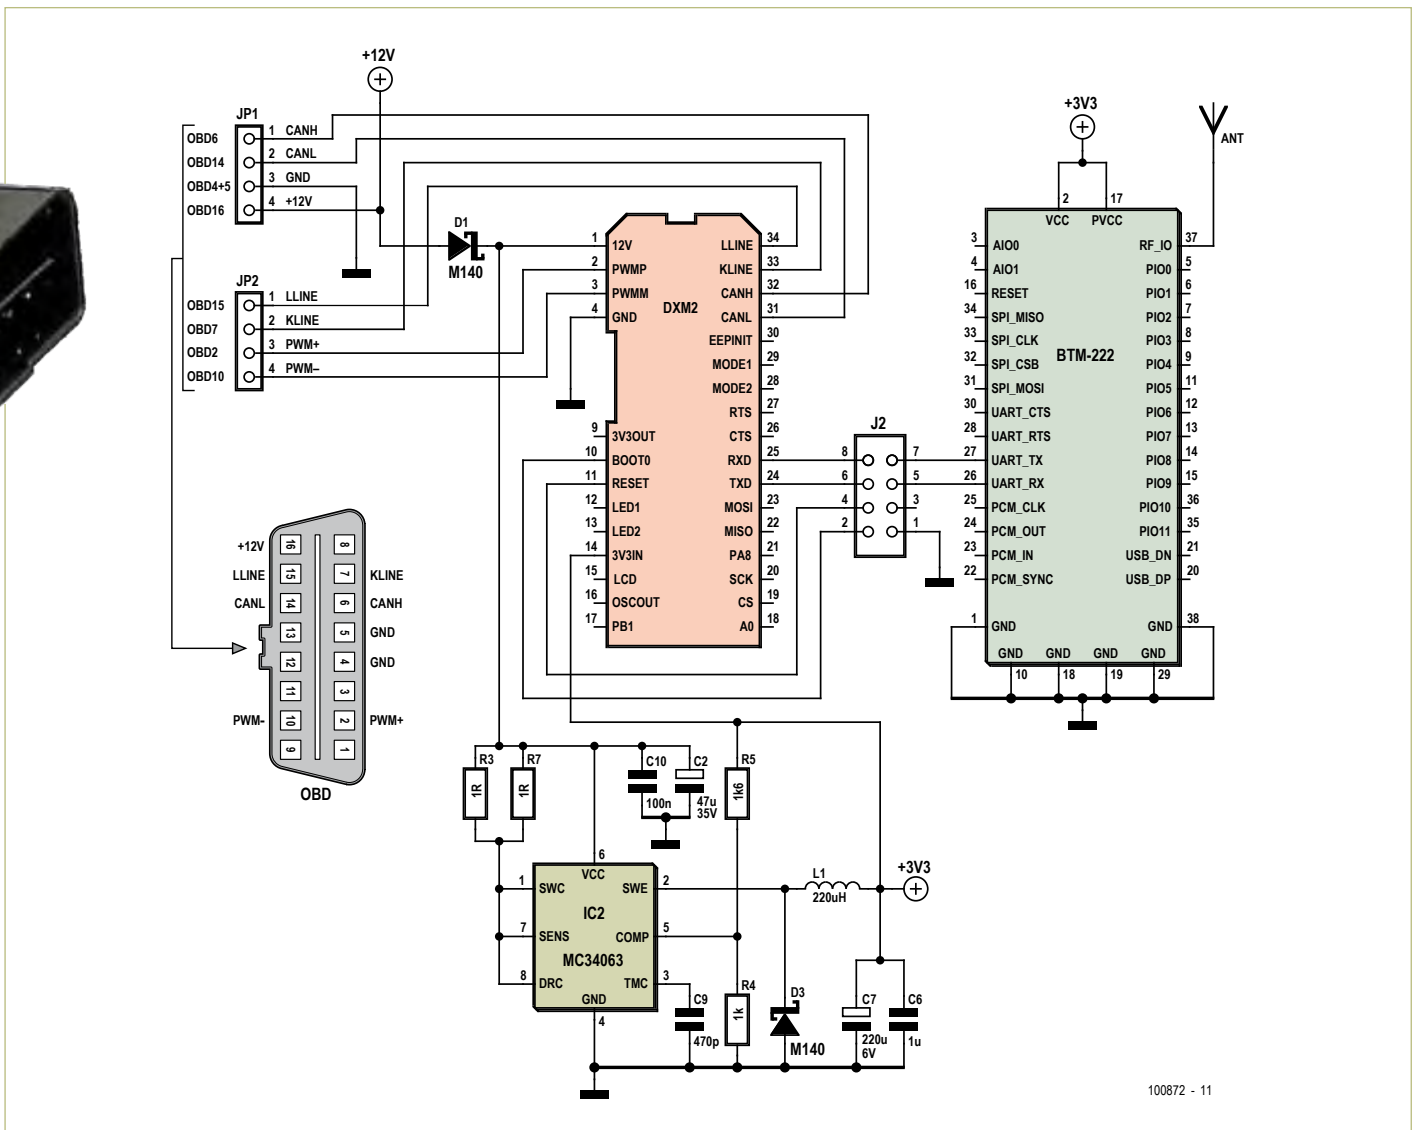 +12V
JP1
OBD6 1 CANH
OBD14 2 CANL
OBD4+5 3 GND
OBD16 4 +12V
D1
M140
JP2
OBD15 1 LLINE
OBD7 2 KLINE
OBD2 3 PWM+
OBD10 4 PWM–
DXM2
1 12V
2 PWMP
3 PWMM
4 GND
9 3V3OUT
10 BOOT0
11 RESET
12 LED1
13 LED2
14 3V3IN
15 LCD
16 OSCOUT
17 PB1
LLINE 34
KLINE 33
CANH 32
CANL 31
EEPINIT 30
MODE1 29
MODE2 28
RTS 27
CTS 26
RXD 25
TXD 24
MOSI 23
MISO 22
PA8 21
SCK 20
CS 19
A0 18
J2
8 7
6 5
4 3
2 1
+3V3
ANT
2 17
VCC PVCC
BTM-222
3 AIO0
4 AIO1
16 RESET
34 SPI_MISO
33 SPI_CLK
32 SPI_CSB
31 SPI_MOSI
30 UART_CTS
28 UART_RTS
27 UART_TX
26 UART_RX
25 PCM_CLK
24 PCM_OUT
23 PCM_IN
22 PCM_SYNC
1 GND
RF_IO 37
PIO0 5
PIO1 6
PIO2 7
PIO3 8
PIO4 9
PIO5 11
PIO6 12
PIO7 13
PIO8 14
PIO9 15
PIO10 36
PIO11 35
USB_DN 21
USB_DP 20
GND 38
GND GND GND GND
10 18 19 29
+12V 16 8
LLINE 15 7 KLINE
CANL 14 6 CANH
13 5 GND
12 4 GND
11 3
PWM- 10 2 PWM+
9 1
OBD
R3 1R
R7 1R
C10 100n
C2 47u 35V
R5 1k6
6
VCC
1 SWC
7 SENS
8 DRC
IC2
MC34063
SWE 2
COMP 5
TMC 3
GND
4
L1
220uH
+3V3
C9 470p
R4 1k
D3
M140
C7 220u 6V
C6 1u
100872 - 11